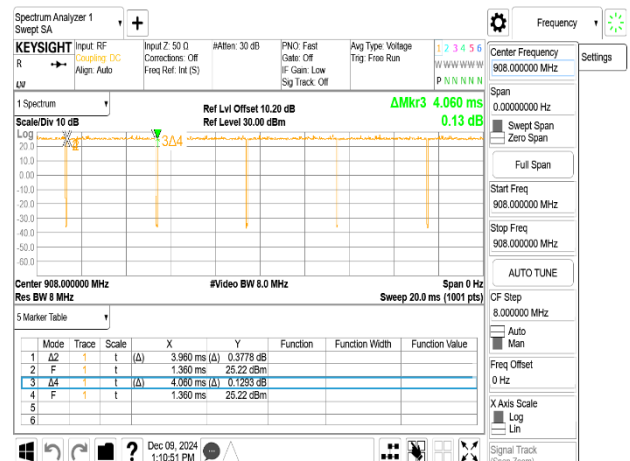 Spectrum Analyzer 1
Swept SA
Frequency
KEYSIGHT
R
Input: RF
Coupling: DC
Align: Auto
Input Z: 50 Ω
Corrections: Off
Freq Ref: Int (S)
#Atten: 30 dB
PNO: Fast
Gate: Off
IF Gain: Low
Sig Track: Off
Avg Type: Voltage
Trig: Free Run
1 2 3 4 5 6
W W W W W W
P N N N N N
1 Spectrum
Scale/Div 10 dB
Ref Lvl Offset 10.20 dB
Ref Level 30.00 dBm
ΔMkr3 4.060 ms
0.13 dB
Log
20.0
10.0
0.00
-10.0
-20.0
-30.0
-40.0
-50.0
-60.0
3Δ4
Center 908.000000 MHz
Res BW 8 MHz
#Video BW 8.0 MHz
Span 0 Hz
Sweep 20.0 ms (1001 pts)
5 Marker Table
Mode Trace Scale X Y Function Function Width Function Value
1 Δ2 1 t (Δ) 3.960 ms (Δ) 0.3778 dB
2 F 1 t 1.360 ms 25.22 dBm
3 Δ4 1 t (Δ) 4.060 ms (Δ) 0.1293 dB
4 F 1 t 1.360 ms 25.22 dBm
5
6
?
Dec 09, 2024
1:10:51 PM
Center Frequency
908.000000 MHz
Settings
Span
0.00000000 Hz
Swept Span
Zero Span
Full Span
Start Freq
908.000000 MHz
Stop Freq
908.000000 MHz
AUTO TUNE
CF Step
8.000000 MHz
Auto
Man
Freq Offset
0 Hz
X Axis Scale
Log
Lin
Signal Track
(Span Zoom)